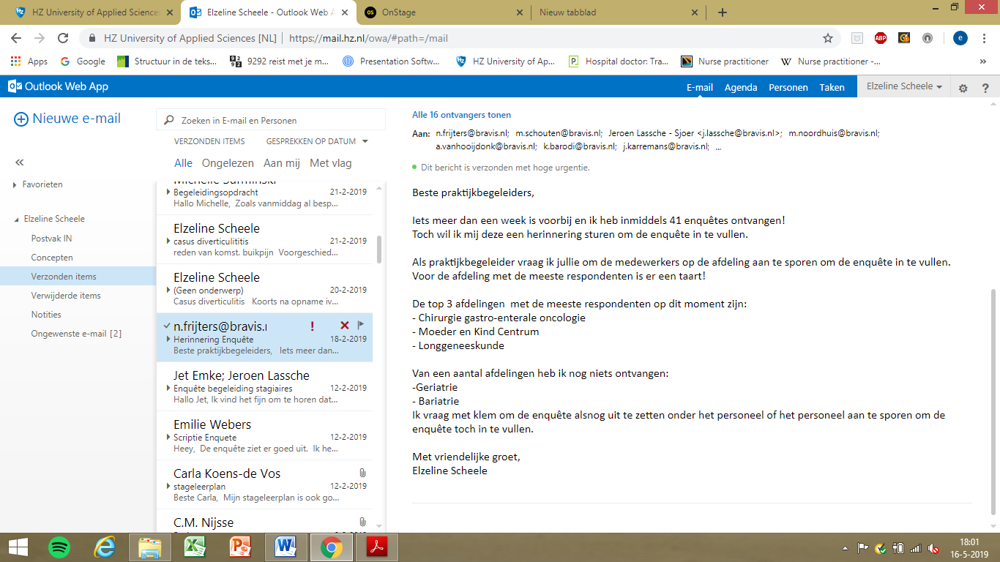 HZ University of Applied Science
Elzeline Scheele - Outlook Web A
OnStage
Nieuw tabblad
HZ University of Applied Sciences [NL] | https://mail.hz.nl/owa/#path=/mail
Apps
Google
Structuur in de teks...
9292 reist met je m...
Presentation Softw...
HZ University of Ap...
Hospital doctor: Tra...
Nurse practitioner
Nurse practitioner -...
Outlook Web App
E-mail
Agenda
Personen
Taken
Elzeline Scheele
Nieuwe e-mail
Favorieten
Elzeline Scheele
Postvak IN
Concepten
Verzonden items
Verwijderde items
Notities
Ongewenste e-mail [2]
Zoeken in E-mail en Personen
VERZONDEN ITEMS
GESPREKKEN OP DATUM
Alle Ongelezen Aan mij Met vlag
Michelle Surminski
Begeleidingsopdracht 21-2-2019
Hallo Michelle, Zoals vanmiddag al besp...
Elzeline Scheele
casus diverticulititis 21-2-2019
reden van komst. buikpijn Voorgeschied...
Elzeline Scheele
(Geen onderwerp) 20-2-2019
Casus diverticulitis Koorts na opname iv...
n.frijters@bravis.r
Herinnering Enquête 18-2-2019
Beste praktijkbegeleiders, Iets meer dan...
Jet Emke; Jeroen Lassche
Enquête begeleiding stagiaires 12-2-2019
Hallo Jet, Ik vind het fijn om te horen dat...
Emilie Webers
Scriptie Enquete 12-2-2019
Heey, De enquête ziet er goed uit. Ik he...
Carla Koens-de Vos
stageleerplan 12-2-2019
Beste Carla, Mijn stageleerplan is ook go...
C.M. Nijsse
Alle 16 ontvangers tonen
Aan: n.frijters@bravis.nl; m.schouten@bravis.nl; Jeroen Lassche - Sjoer <j.lassche@bravis.nl>; m.noordhuis@bravis.nl;
a.vanhooijdonk@bravis.nl; k.barodi@bravis.nl; j.karremans@bravis.nl; ...
Dit bericht is verzonden met hoge urgentie.
Beste praktijkbegeleiders,
Iets meer dan een week is voorbij en ik heb inmiddels 41 enquêtes ontvangen!
Toch wil ik mij deze een herinnering sturen om de enquête in te vullen.
Als praktijkbegeleider vraag ik jullie om de medewerkers op de afdeling aan te sporen om de enquête in te vullen.
Voor de afdeling met de meeste respondenten is er een taart!
De top 3 afdelingen met de meeste respondenten op dit moment zijn:
- Chirurgie gastro-enterale oncologie
- Moeder en Kind Centrum
- Longgeneeskunde
Van een aantal afdelingen heb ik nog niets ontvangen:
-Geriatrie
- Bariatrie
Ik vraag met klem om de enquête alsnog uit te zetten onder het personeel of het personeel aan te sporen om de
enquête toch in te vullen.
Met vriendelijke groet,
Elzeline Scheele
18:01
16-5-2019